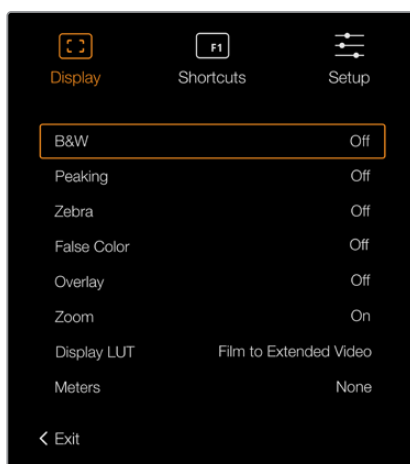 F1
Display Shortcuts Setup
B&W Off
Peaking Off
Zebra Off
False Color Off
Overlay Off
Zoom On
Display LUT Film to Extended Video
Meters None
Exit